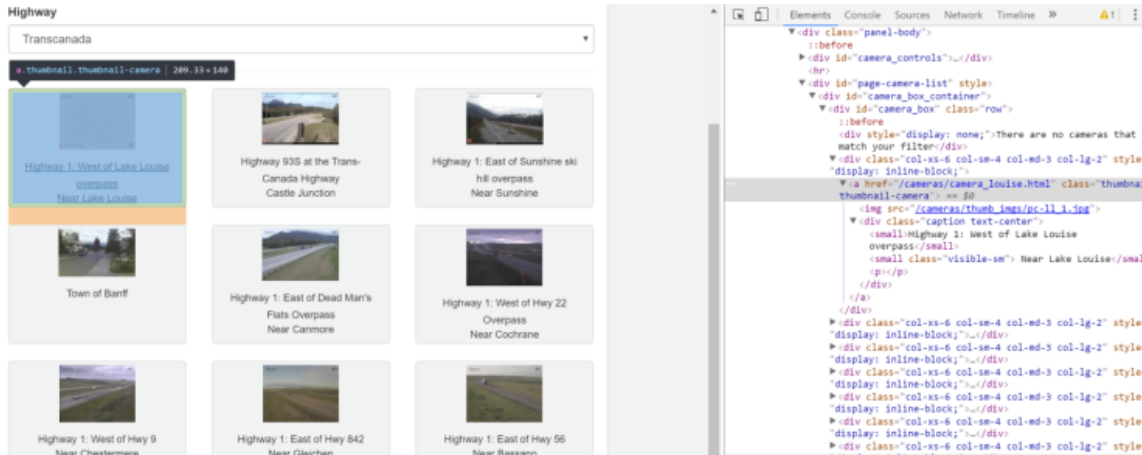 Highway
Transcanada
a.thumbnail.thumbnail-camera | 209.33 × 140
Highway 1: West of Lake Louise
overpass
Near Lake Louise
Highway 93S at the Trans-
Canada Highway
Castle Junction
Highway 1: East of Sunshine ski
hill overpass
Near Sunshine
Town of Banff
Highway 1: East of Dead Man's
Flats Overpass
Near Canmore
Highway 1: West of Hwy 22
Overpass
Near Cochrane
Highway 1: West of Hwy 9
Near Chestermere
Highway 1: East of Hwy 842
Near Gleichen
Highway 1: East of Hwy 56
Near Bassano
Elements Console Sources Network Timeline » 1
▼<div class="panel-body">
::before
▶<div id="camera_controls">…</div>
<hr>
▼<div id="page-camera-list" style>
▼<div id="camera_box_container">
▼<div id="camera_box" class="row">
::before
<div style="display: none;">There are no cameras that
match your filter</div>
▼<div class="col-xs-6 col-sm-4 col-md-3 col-lg-2" style=
"display: inline-block;">
▼<a href="/cameras/camera_louise.html" class="thumbnai
thumbnail-camera"> == $0
<img src="/cameras/thumb_imgs/pc-ll_1.jpg">
▼<div class="caption text-center">
<small>Highway 1: West of Lake Louise
overpass</small>
<small class="visible-sm"> Near Lake Louise</smal
<p></p>
</div>
</a>
</div>
▶<div class="col-xs-6 col-sm-4 col-md-3 col-lg-2" style=
"display: inline-block;">…</div>
▶<div class="col-xs-6 col-sm-4 col-md-3 col-lg-2" style=
"display: inline-block;">…</div>
▶<div class="col-xs-6 col-sm-4 col-md-3 col-lg-2" style=
"display: inline-block;">…</div>
▶<div class="col-xs-6 col-sm-4 col-md-3 col-lg-2" style=
"display: inline-block;">…</div>
▶<div class="col-xs-6 col-sm-4 col-md-3 col-lg-2" style=
"display: inline-block;">…</div>
▶<div class="col-xs-6 col-sm-4 col-md-3 col-lg-2" style=